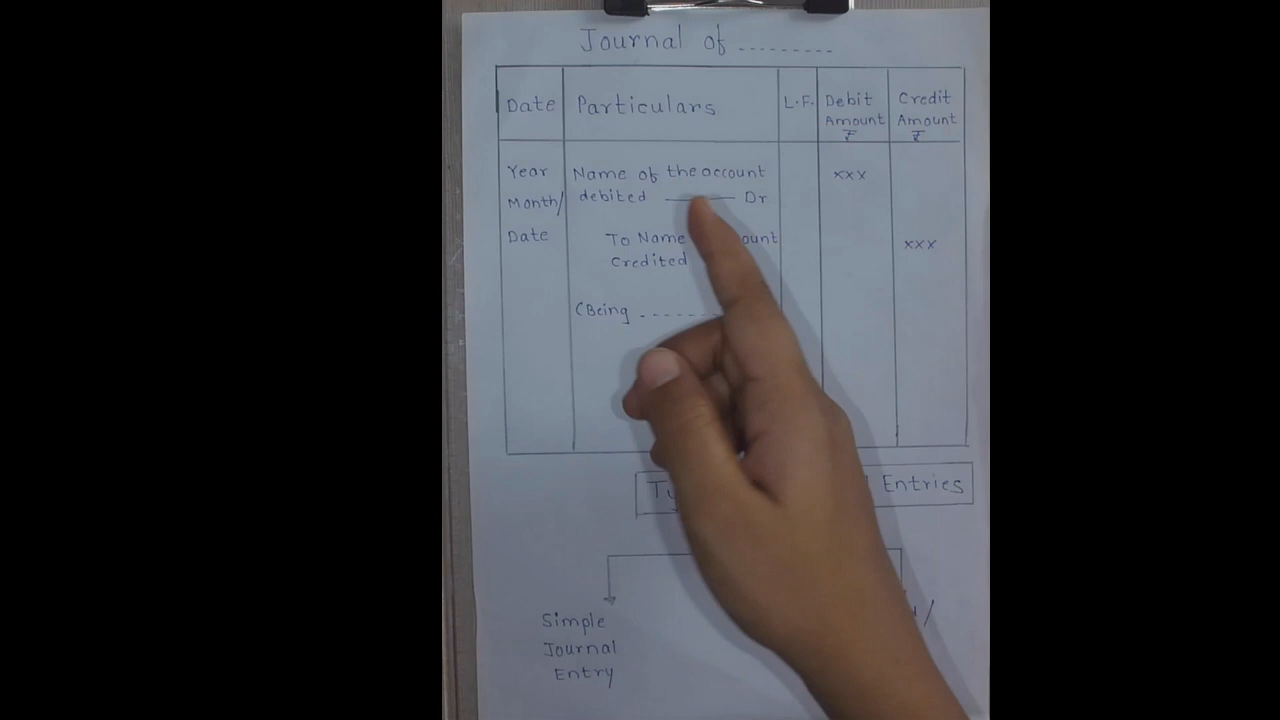 Journal of .........
Date Particulars L.F. Debit Amount ₹ Credit Amount ₹
Year Name of the account xxx
Month/ debited ——— Dr
Date To Name xxx
Credited
(Being -------
Entries
Simple
Journal
Entry